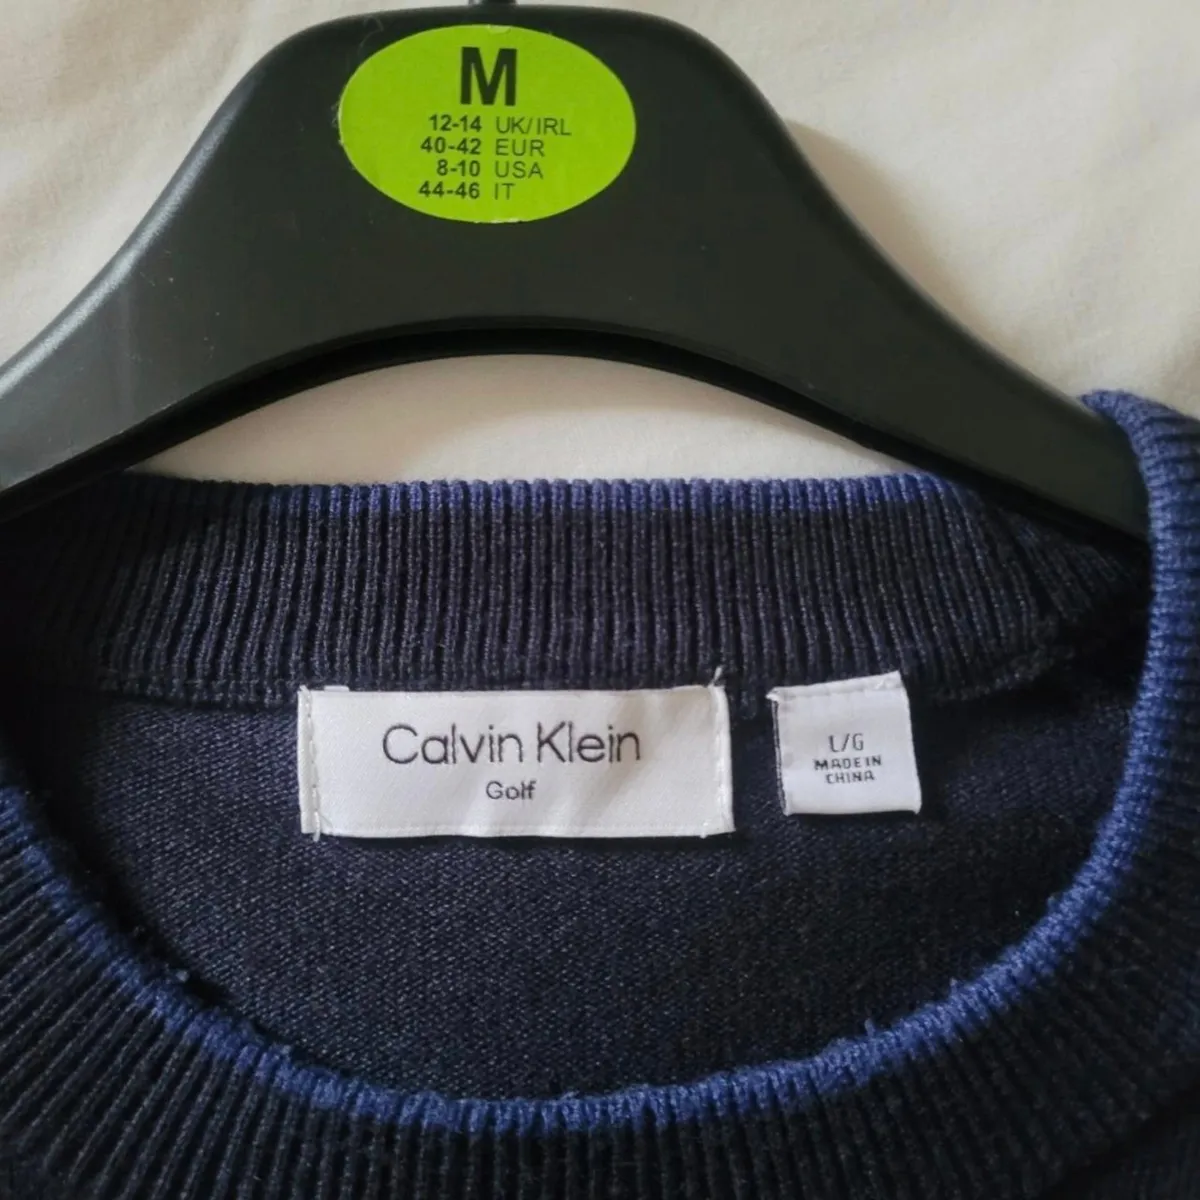 M
12-14 UK/IRL
40-42 EUR
8-10 USA
44-46 IT
Calvin Klein
Golf
L/G
MADE IN
CHINA